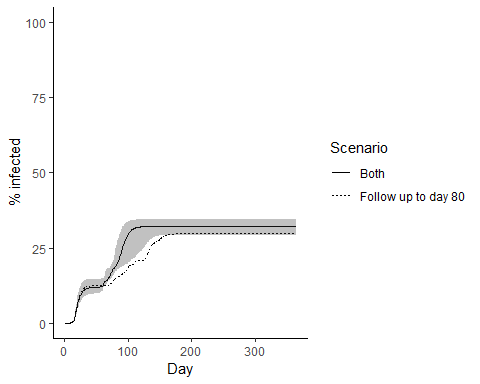 100
75
50
25
0
% infected
0
100
200
300
Day
Scenario
Both
Follow up to day 80